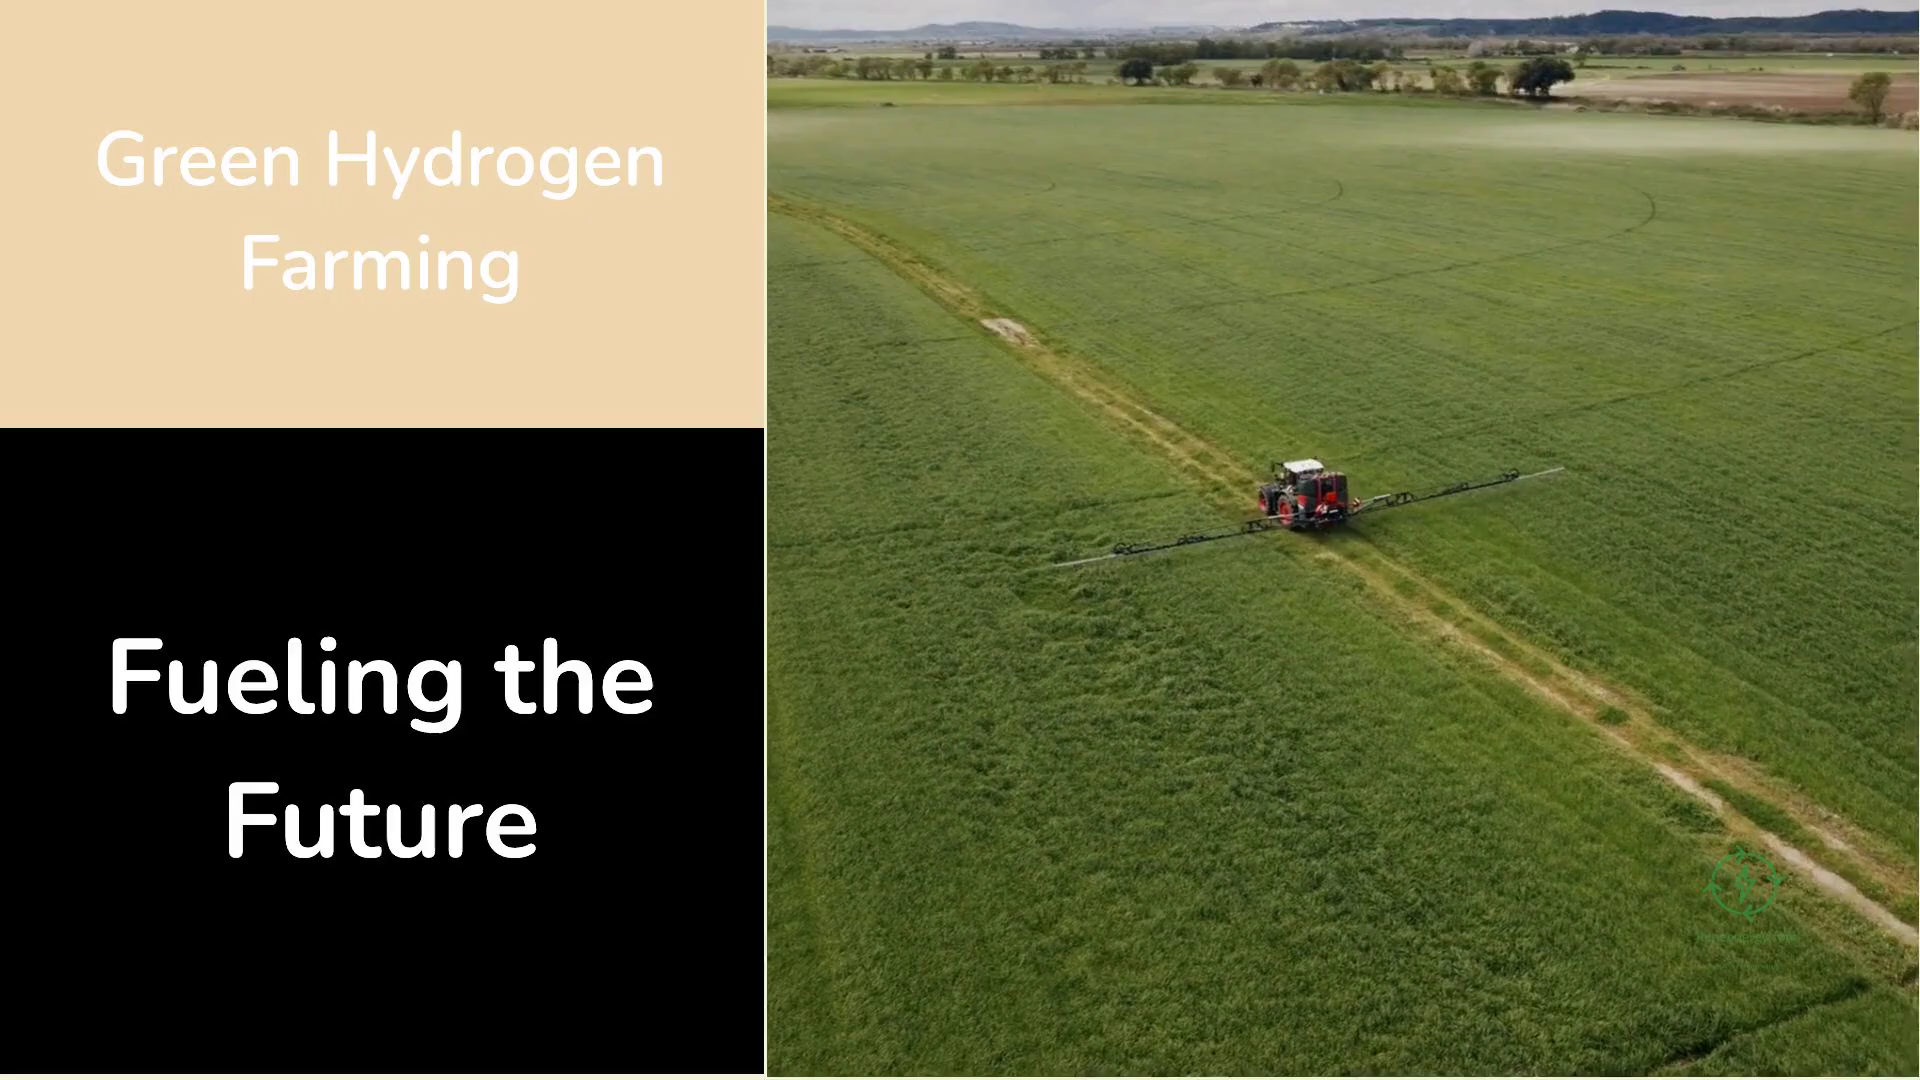 Green Hydrogen
Farming
Fueling the
Future